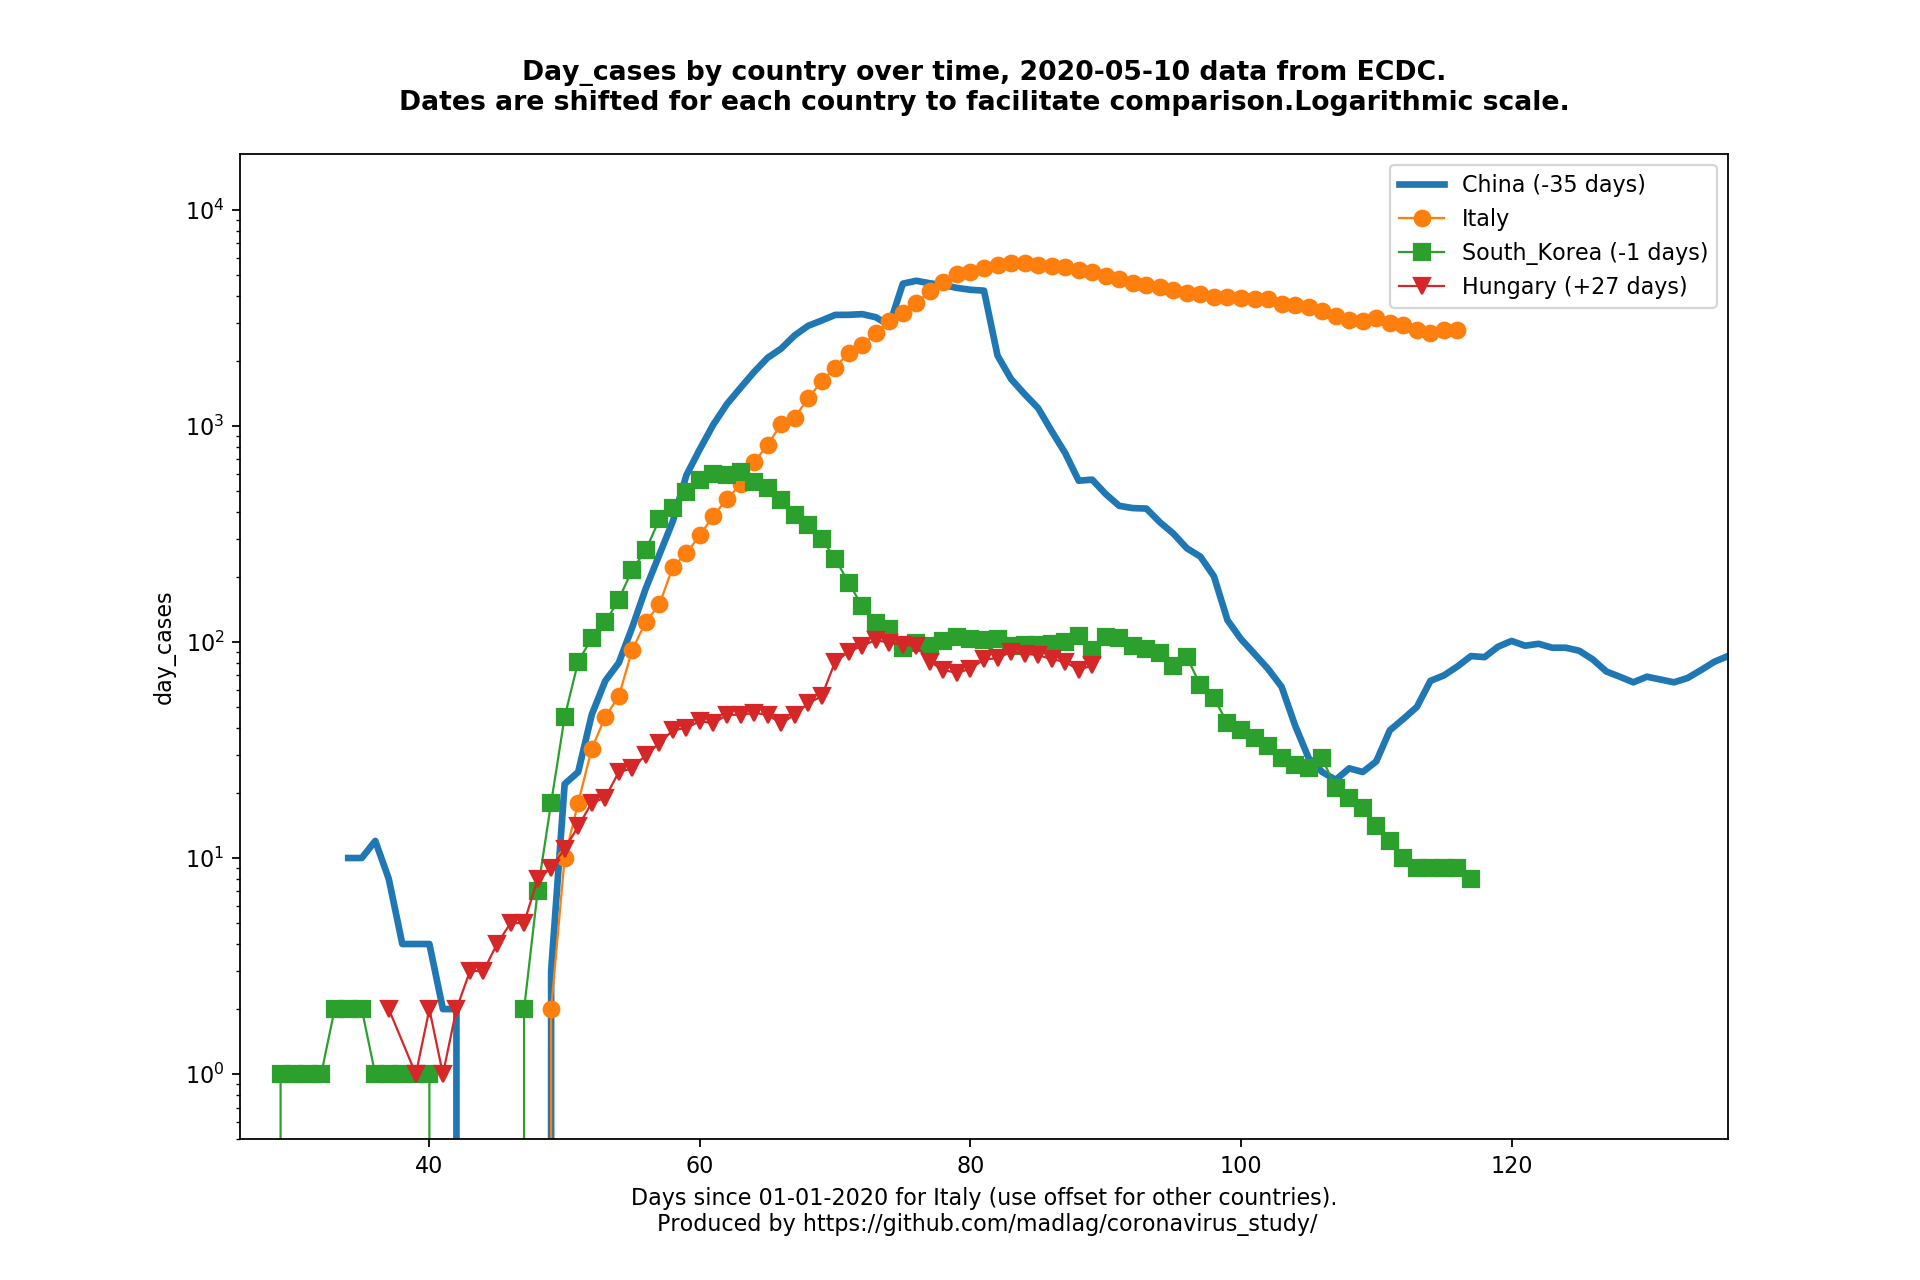 Day_cases by country over time, 2020-05-10 data from ECDC.
Dates are shifted for each country to facilitate comparison.Logarithmic scale.
China (-35 days)
Italy
South_Korea (-1 days)
Hungary (+27 days)
10⁴
10³
10²
10¹
10⁰
day_cases
40 60 80 100 120
Days since 01-01-2020 for Italy (use offset for other countries).
Produced by https://github.com/madlag/coronavirus_study/